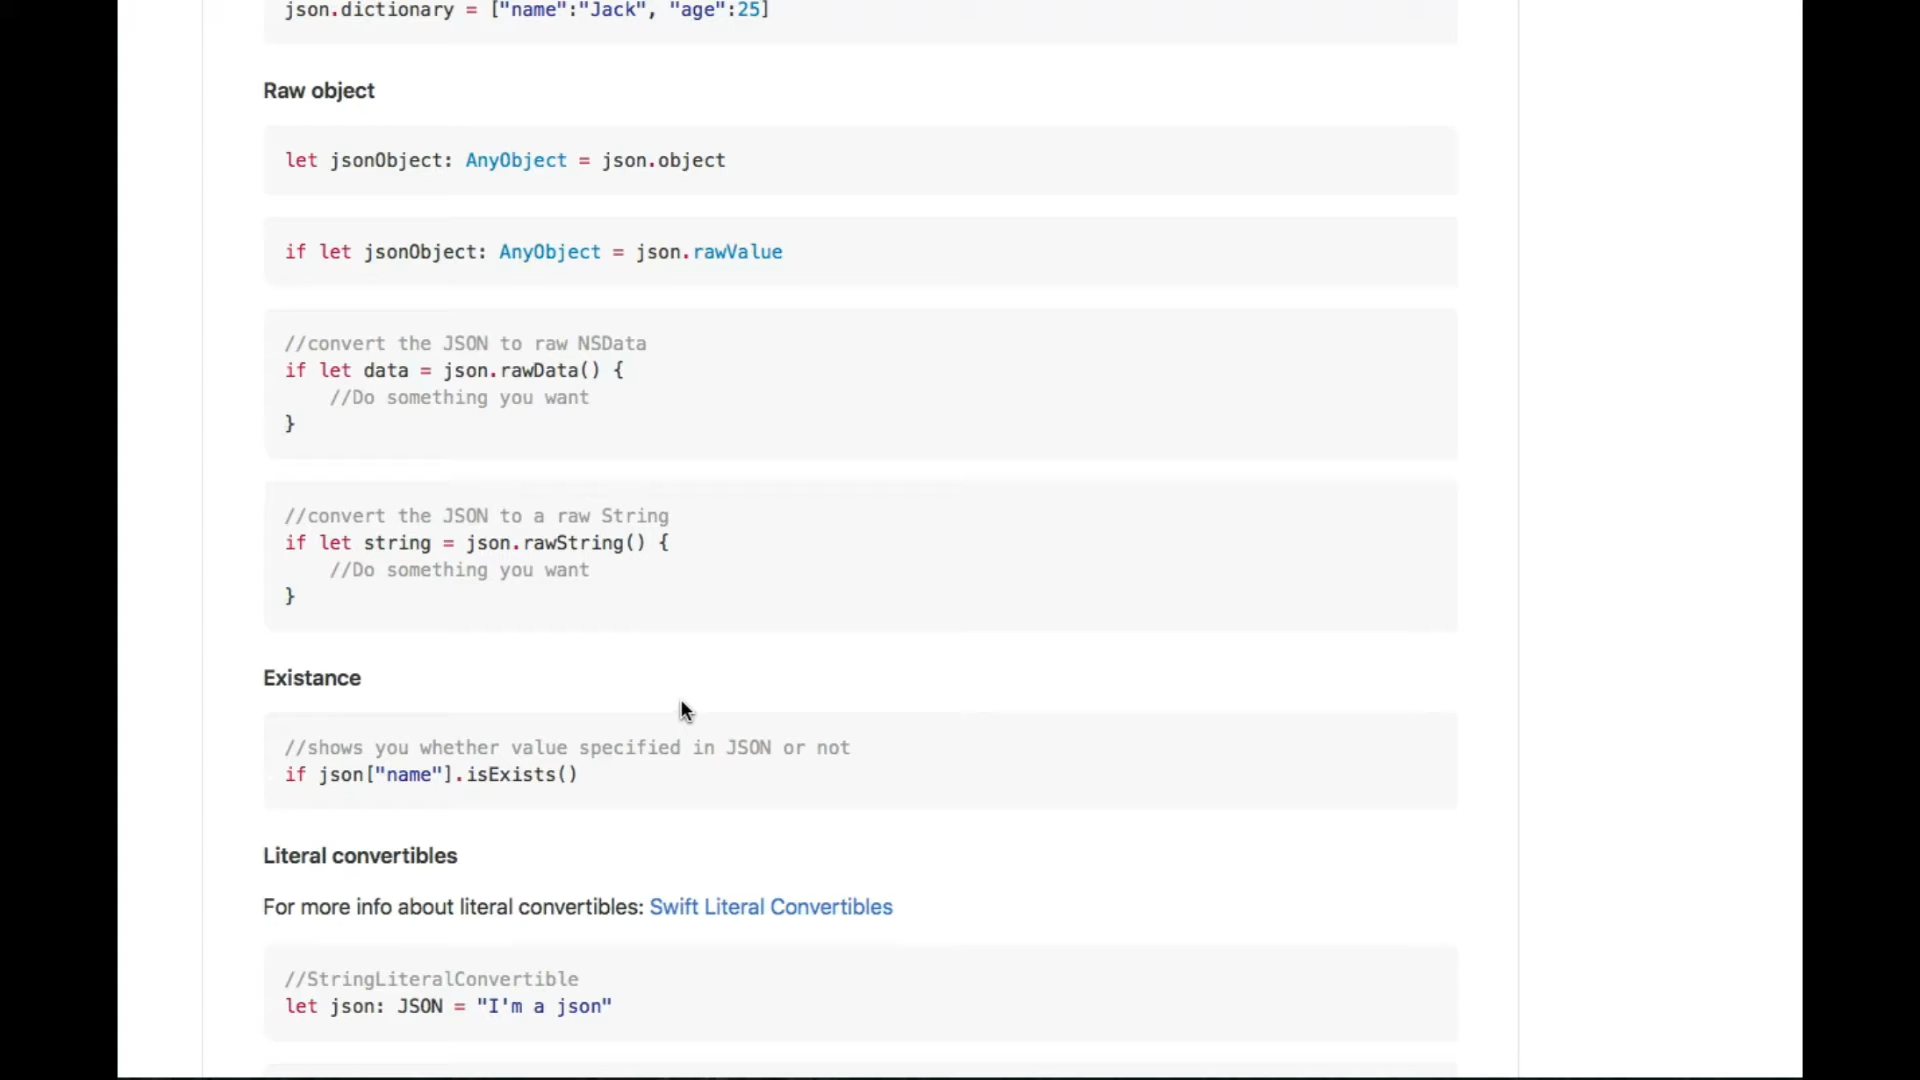 json.dictionary = ["name":"Jack", "age":25]
Raw object
let jsonObject: AnyObject = json.object
if let jsonObject: AnyObject = json.rawValue
//convert the JSON to raw NSData
if let data = json.rawData() {
//Do something you want
}
//convert the JSON to a raw String
if let string = json.rawString() {
//Do something you want
}
Existance
//shows you whether value specified in JSON or not
if json["name"].isExists()
Literal convertibles
For more info about literal convertibles: Swift Literal Convertibles
//StringLiteralConvertible
let json: JSON = "I'm a json"